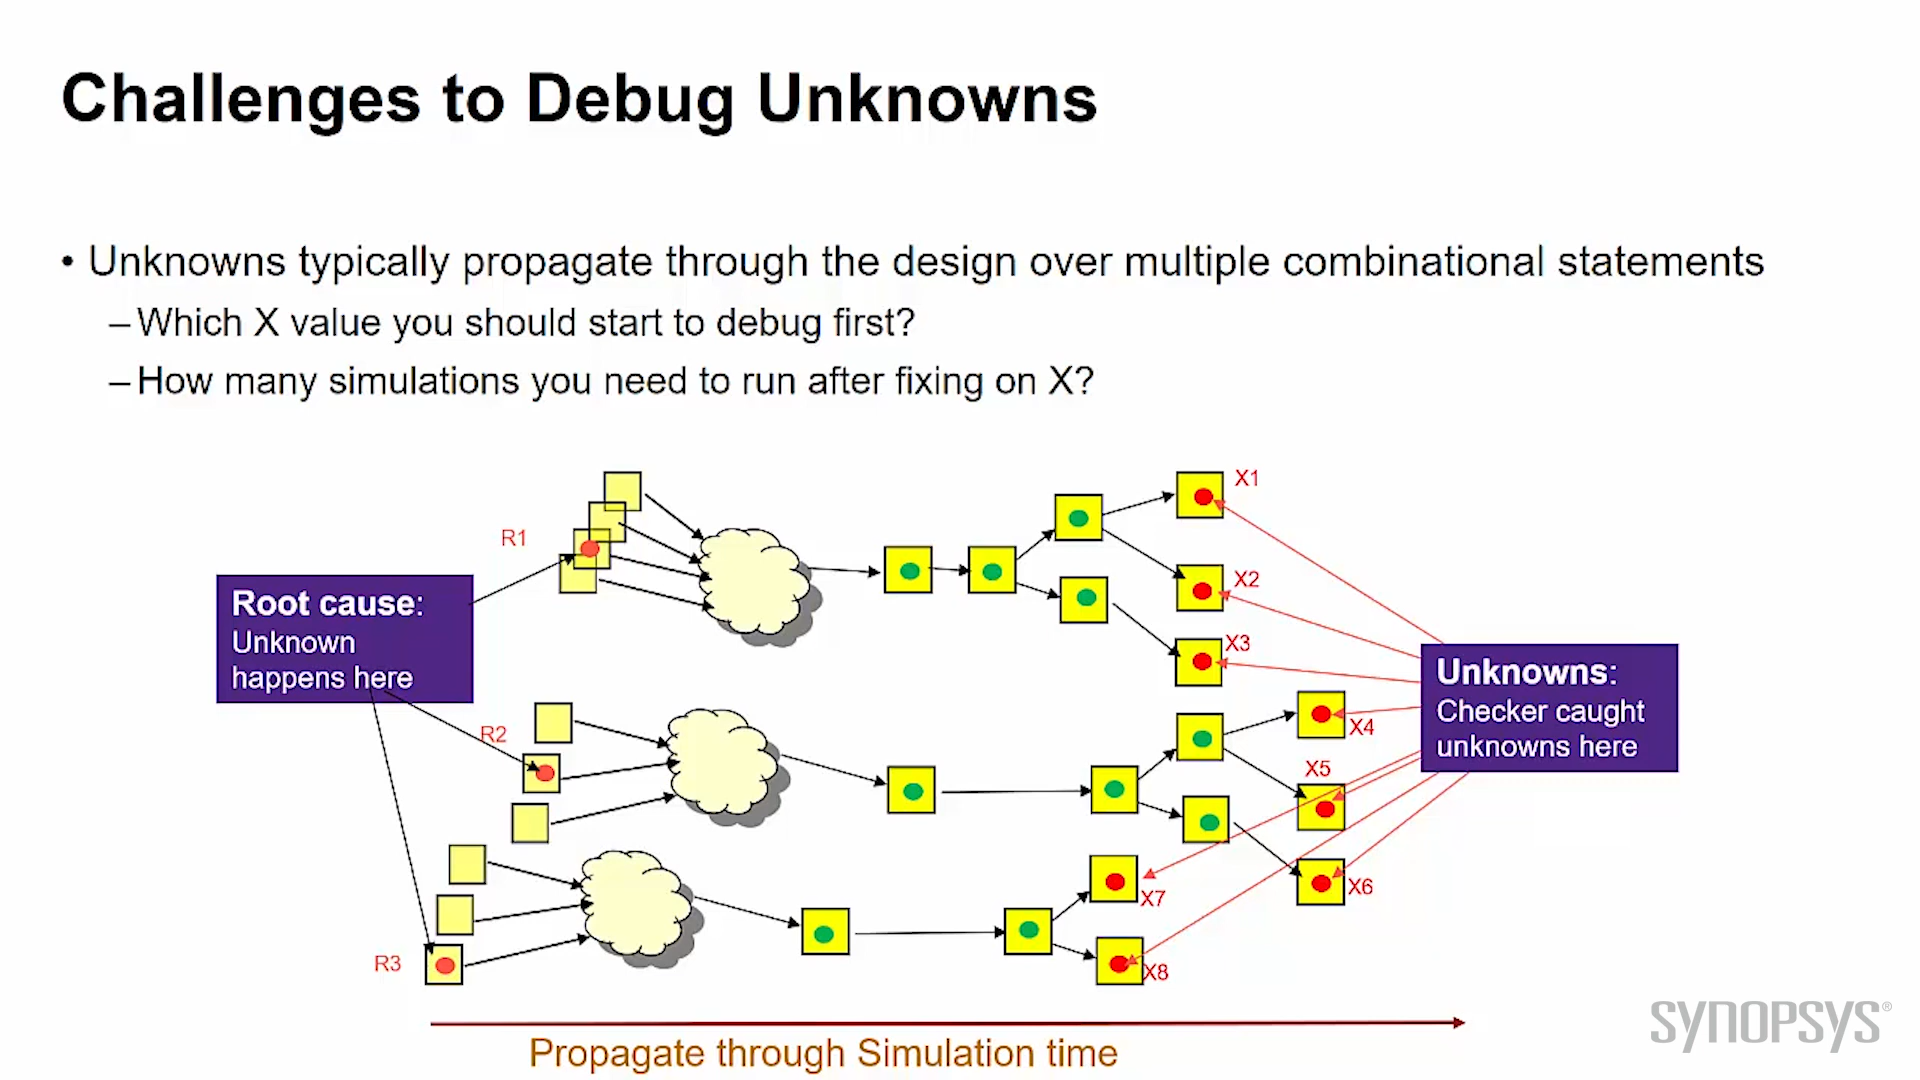 Challenges to Debug Unknowns
• Unknowns typically propagate through the design over multiple combinational statements
– Which X value you should start to debug first?
– How many simulations you need to run after fixing on X?
X1
R1
X2
Root cause:
Unknown
happens here
X3
Unknowns:
Checker caught
unknowns here
R2
X4
X5
X6
X7
R3
X8
SYNOPSYS®
Propagate through Simulation time